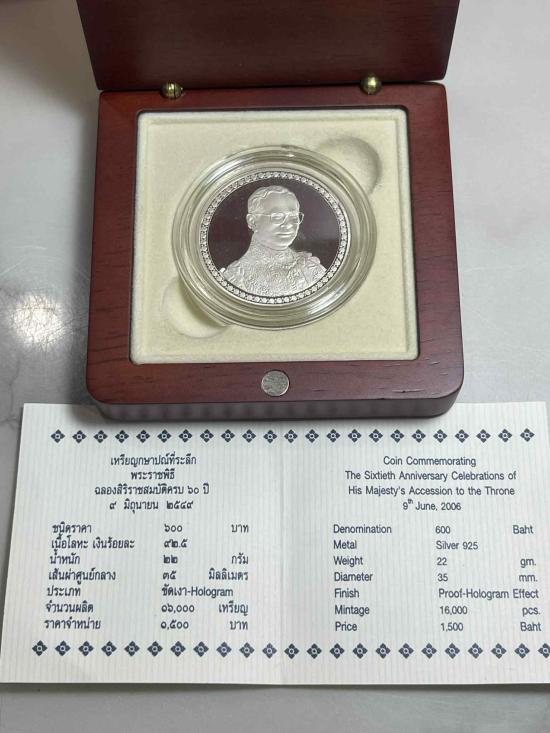 เหรียญกษาปณ์ที่ระลึก
พระราชพิธี
ฉลองสิริราชสมบัติครบ ๖๐ ปี
๙ มิถุนายน ๒๕๔๙
ชนิดราคา ๖๐๐ บาท
เนื้อโลหะ เงินร้อยละ ๙๒.๕
น้ำหนัก ๒๒ กรัม
เส้นผ่าศูนย์กลาง ๓๕ มิลลิเมตร
ประเภท ขัดเงา-Hologram
จำนวนผลิต ๑๖,๐๐๐ เหรียญ
ราคาจำหน่าย ๑,๕๐๐ บาท
Coin Commemorating
The Sixtieth Anniversary Celebrations of
His Majesty's Accession to the Throne
9th June, 2006
Denomination 600 Baht
Metal Silver 925
Weight 22 gm.
Diameter 35 mm.
Finish Proof-Hologram Effect
Mintage 16,000 pcs.
Price 1,500 Baht